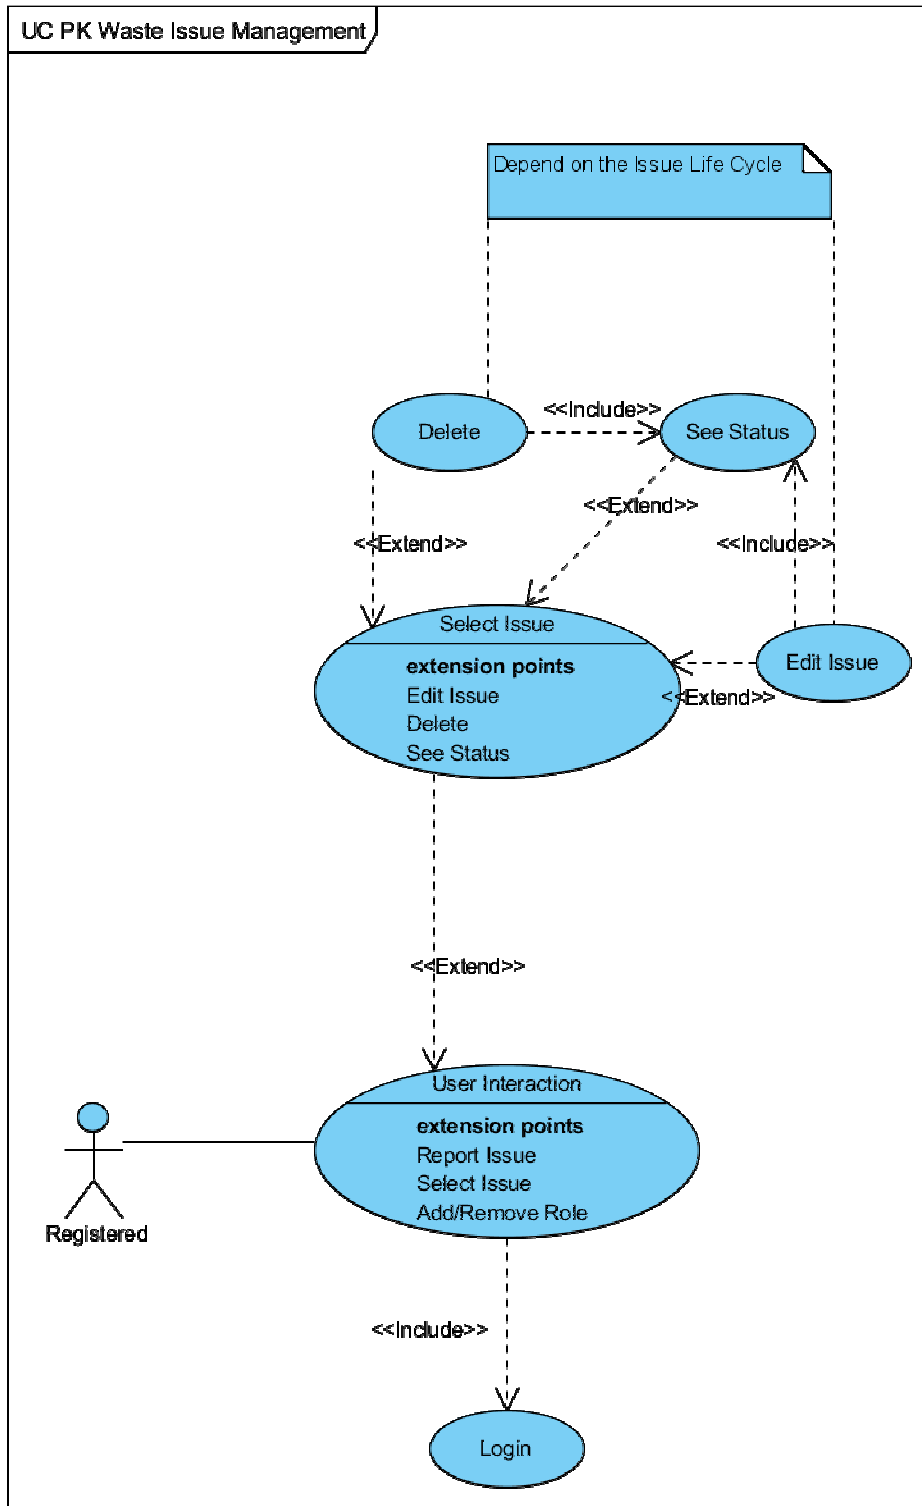 UC PK Waste Issue Management
Depend on the Issue Life Cycle
Delete
<<Include>>
See Status
<<Extend>>
<<Extend>>
<<Include>>
Select Issue
extension points
Edit Issue
Delete
See Status
Edit Issue
<<Extend>>
<<Extend>>
User Interaction
extension points
Report Issue
Select Issue
Add/Remove Role
Registered
<<Include>>
Login